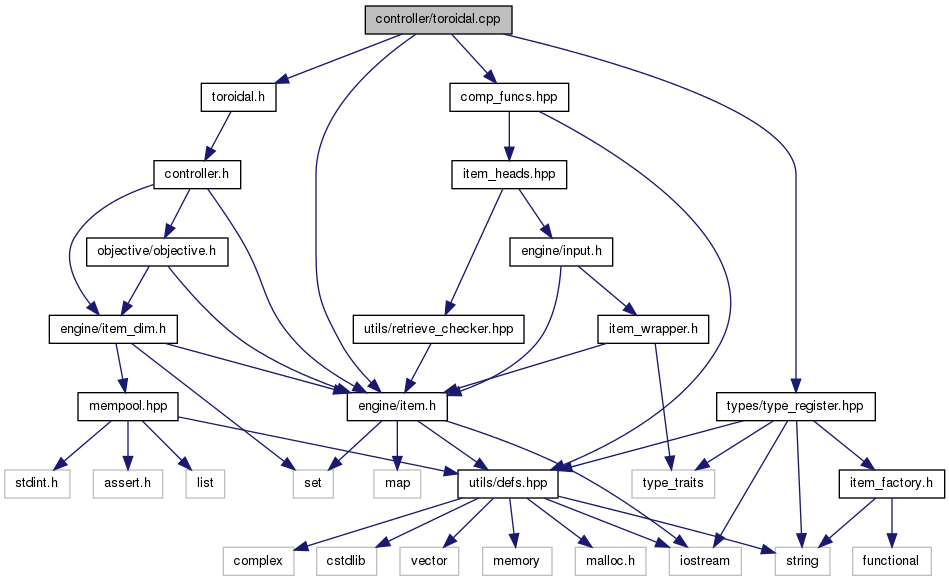 controller/toroidal.cpp
toroidal.h
comp_funcs.hpp
controller.h
item_heads.hpp
objective/objective.h
engine/input.h
engine/item_dim.h
utils/retrieve_checker.hpp
item_wrapper.h
mempool.hpp
engine/item.h
types/type_register.hpp
stdint.h
assert.h
list
set
map
utils/defs.hpp
type_traits
item_factory.h
complex
cstdlib
vector
memory
malloc.h
iostream
string
functional